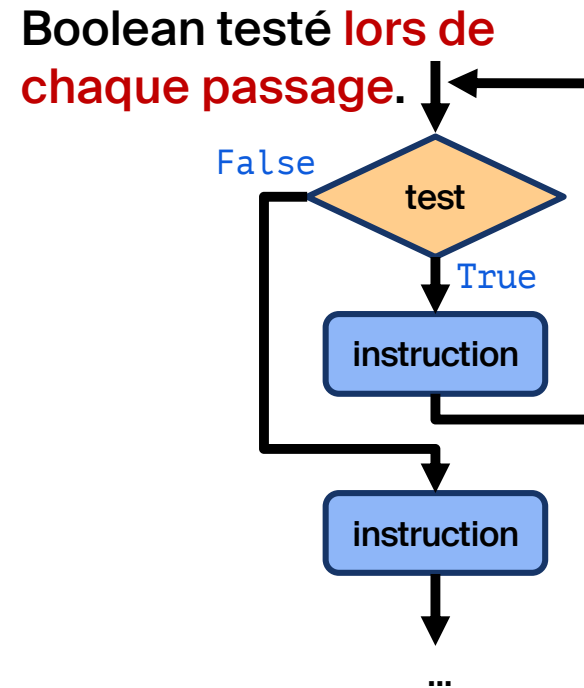 Boolean testé lors de
chaque passage.
False
test
True
instruction
instruction
...